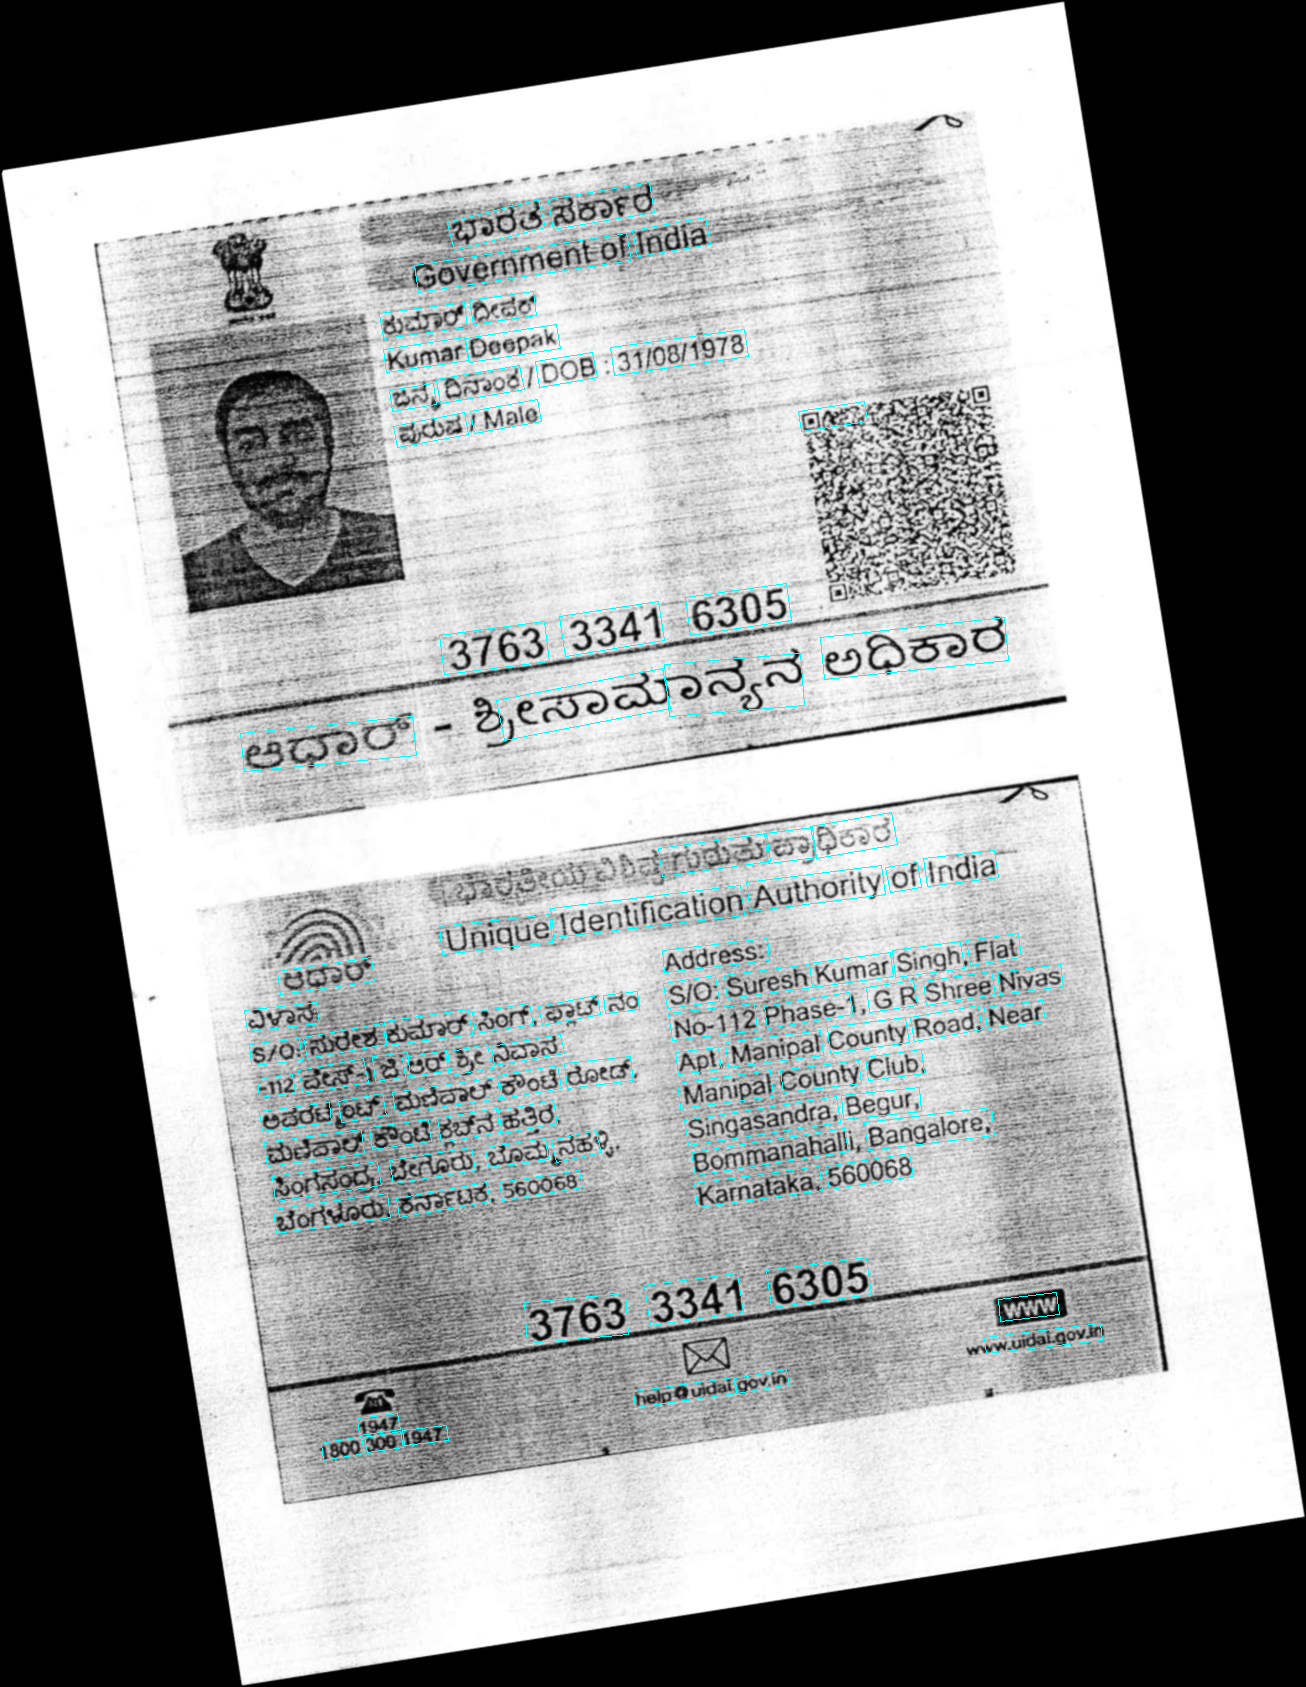 ಭಾರತ ಸರ್ಕಾರ
Government of India
ಕುಮಾರ್ ದೀಪಕ್
Kumar Deepak
ಜನ್ಮ ದಿನಾಂಕ / DOB : 31/08/1978
ಪುರುಷ / Male
3763 3341 6305
ಆಧಾರ್ - ಶ್ರೀಸಾಮಾನ್ಯನ ಅಧಿಕಾರ
ಭಾರತೀಯ ವಿಶಿಷ್ಟ ಗುರುತು ಪ್ರಾಧಿಕಾರ
Unique Identification Authority of India
ಆಧಾರ್
ವಿಳಾಸ:
S/O: ಸುರೇಶ ಕುಮಾರ್ ಸಿಂಗ್, ಫ್ಲಾಟ್ ನಂ
-112 ಫೇಸ್-1, ಜಿ ಆರ್ ಶ್ರೀ ನಿವಾಸ
ಮಣಿಪಾಲ್ ಕೌಂಟಿ ರೋಡ್,
ಮಣಿಪಾಲ ಕೌಂಟಿ ಕ್ಲಬ್‌ನ ಹತ್ತಿರ,
ಸಿಂಗಸಂದ್ರ, ಬೇಗೂರು, ಬೊಮ್ಮನಹಳ್ಳಿ,
ಬೆಂಗಳೂರು, ಕರ್ನಾಟಕ, 560068
Address:
S/O: Suresh Kumar Singh, Flat
No-112 Phase-1, G R Shree Nivas
Apt, Manipal County Road, Near
Manipal County Club,
Singasandra, Begur,
Bommanahalli, Bangalore,
Karnataka, 560068
3763 3341 6305
1947
1800 300 1947
help@uidai.gov.in
www
www.uidai.gov.in